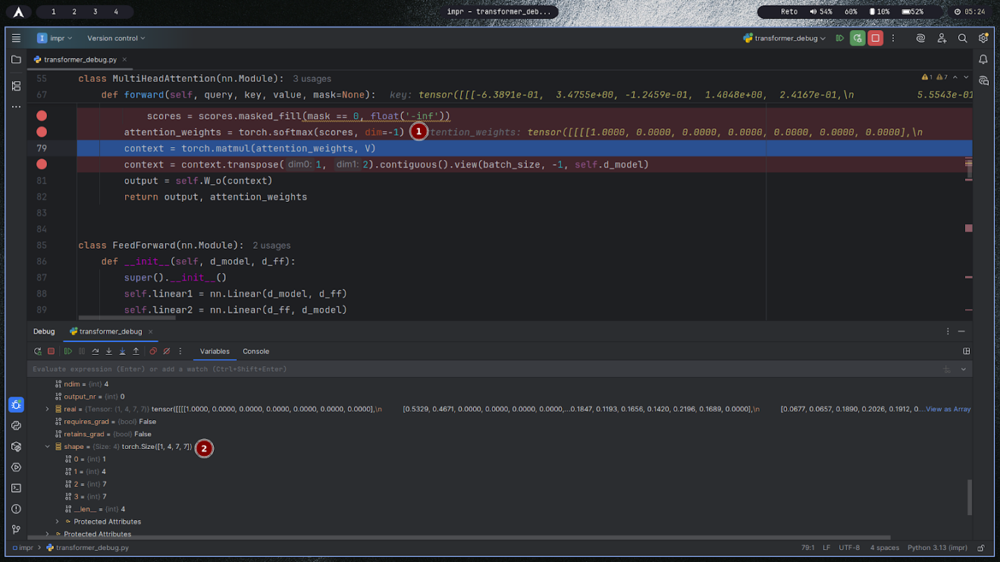 1 2 3 4
impr - transformer_deb...
Reto 54% 60% 10% 52% 05:24
I impr Version control
transformer_debug
transformer_debug.py
55 class MultiHeadAttention(nn.Module): 3 usages
1 7
67 def forward(self, query, key, value, mask=None): key: tensor([[[-6.3891e-01, 3.4755e+00, -1.2459e-01, 1.4048e+00, 2.4167e-01,\n 5.5543e-01
scores = scores.masked_fill(mask == 0, float('-inf'))
attention_weights = torch.softmax(scores, dim=-1) 1 tention_weights: tensor([[[[1.0000, 0.0000, 0.0000, 0.0000, 0.0000, 0.0000, 0.0000],\n
79 context = torch.matmul(attention_weights, V)
context = context.transpose( dim0: 1, dim1: 2).contiguous().view(batch_size, -1, self.d_model)
81 output = self.W_o(context)
82 return output, attention_weights
83
84
85 class FeedForward(nn.Module): 2 usages
86 def __init__(self, d_model, d_ff):
87 super().__init__()
88 self.linear1 = nn.Linear(d_model, d_ff)
89 self.linear2 = nn.Linear(d_ff, d_model)
Debug transformer_debug
Variables Console
Evaluate expression (Enter) or add a watch (Ctrl+Shift+Enter)
ndim = {int} 4
output_nr = {int} 0
real = {Tensor: (1, 4, 7, 7)} tensor([[[[1.0000, 0.0000, 0.0000, 0.0000, 0.0000, 0.0000, 0.0000],\n [0.5329, 0.4671, 0.0000, 0.0000, 0.0000, 0.0000,...0.1847, 0.1193, 0.1656, 0.1420, 0.2196, 0.1689, 0.0000],\n [0.0677, 0.0657, 0.1890, 0.2026, 0.1912, 0....View as Array
requires_grad = {bool} False
retains_grad = {bool} False
shape = {Size: 4} torch.Size([1, 4, 7, 7]) 2
0 = {int} 1
1 = {int} 4
2 = {int} 7
3 = {int} 7
__len__ = {int} 4
Protected Attributes
Protected Attributes
impr > transformer_debug.py
79:1 LF UTF-8 4 spaces Python 3.13 (impr)